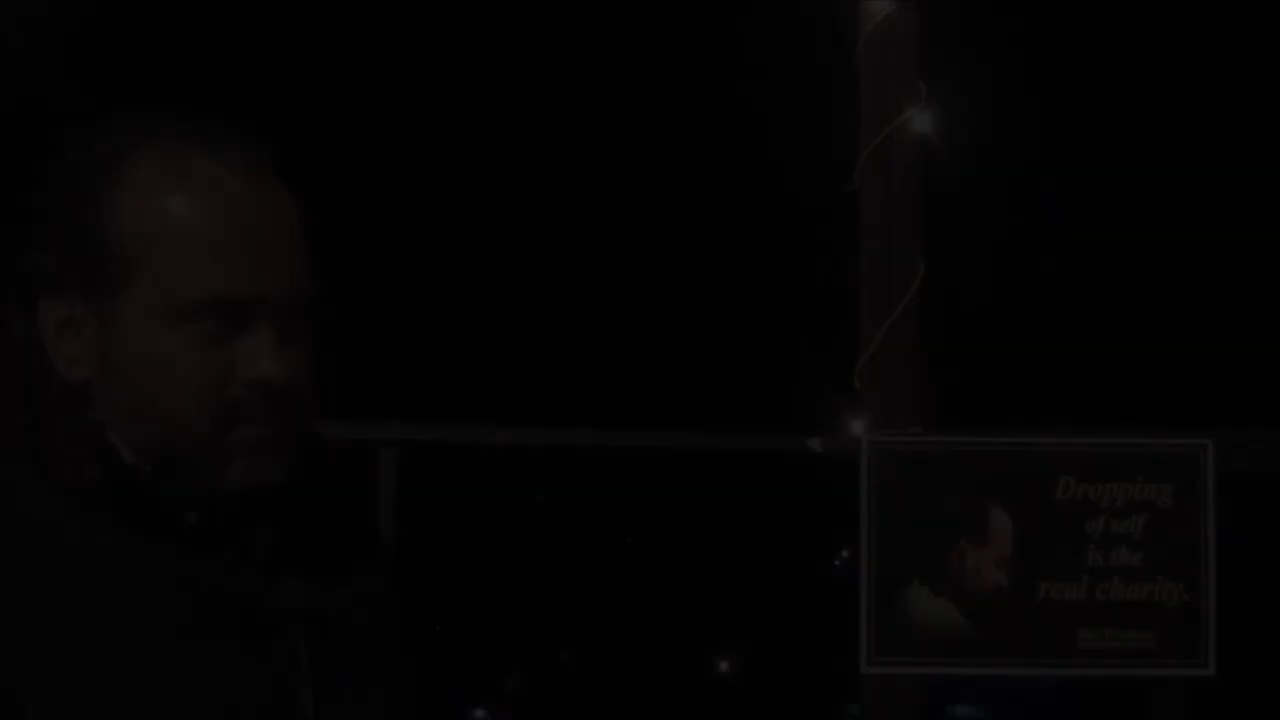 Dropping
of self
is the
real charity.